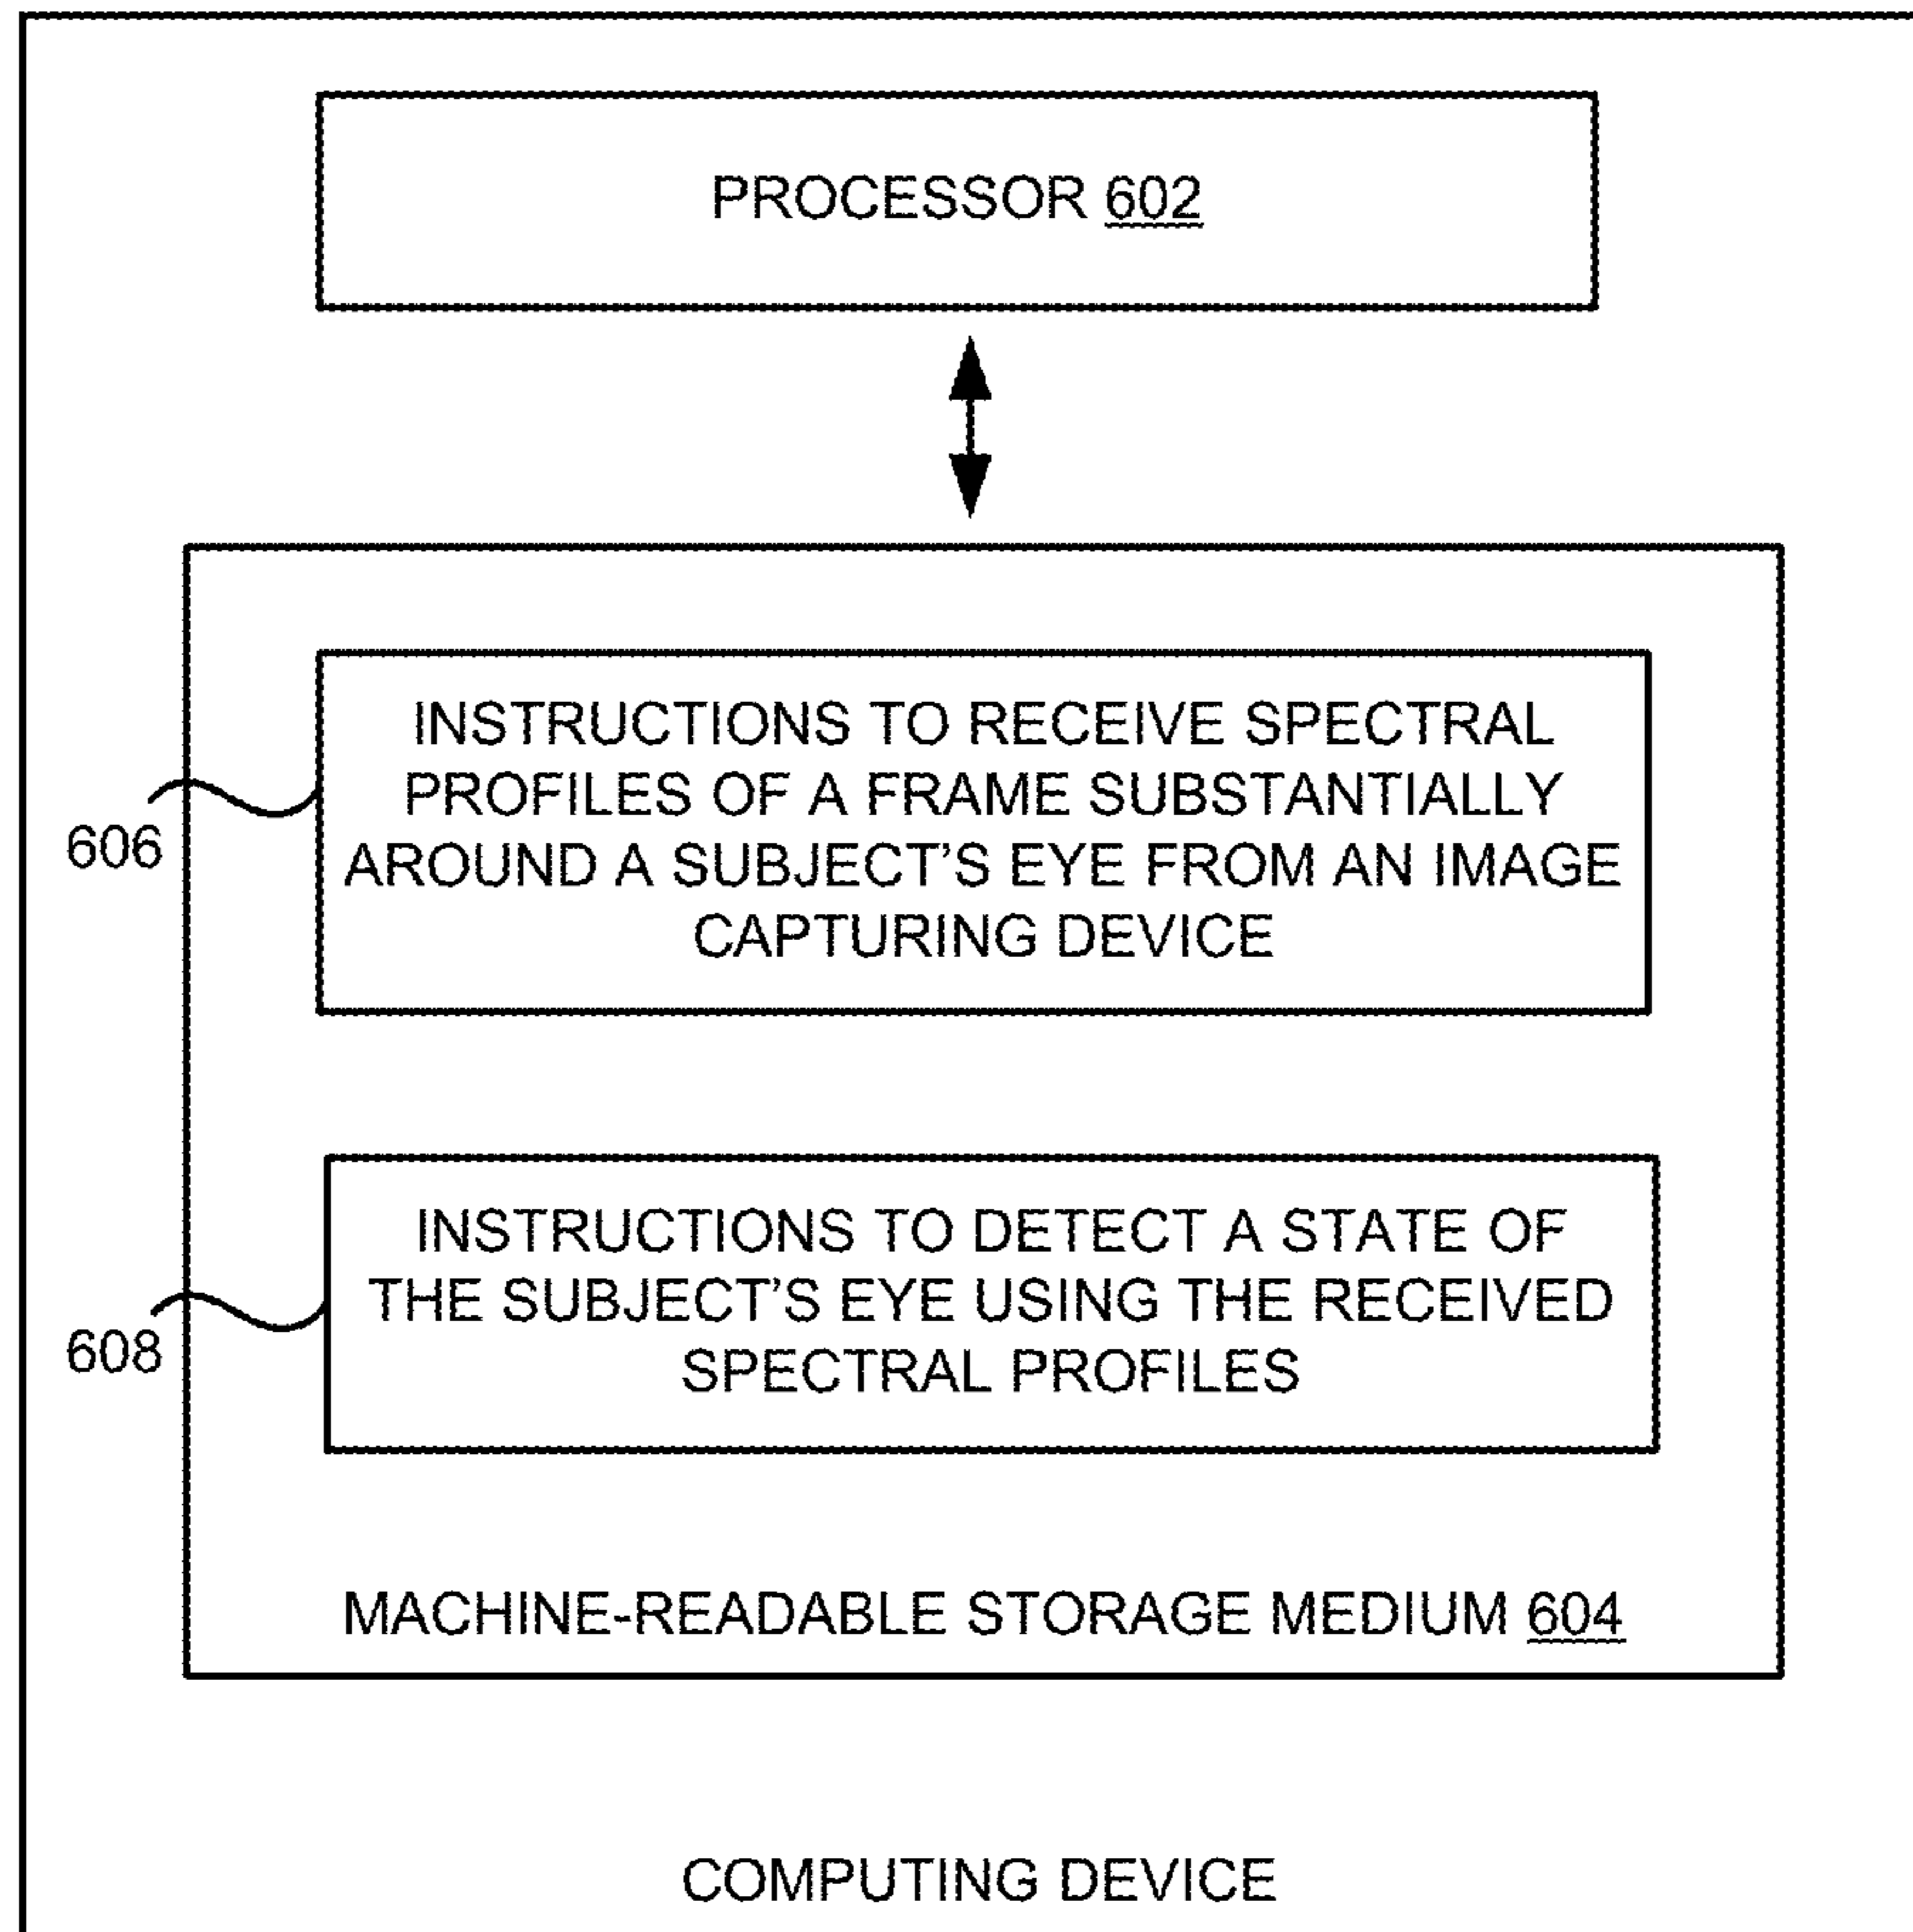 PROCESSOR 602
INSTRUCTIONS TO RECEIVE SPECTRAL
PROFILES OF A FRAME SUBSTANTIALLY
AROUND A SUBJECT'S EYE FROM AN IMAGE
CAPTURING DEVICE
606
INSTRUCTIONS TO DETECT A STATE OF
THE SUBJECT'S EYE USING THE RECEIVED
SPECTRAL PROFILES
608
MACHINE-READABLE STORAGE MEDIUM 604
COMPUTING DEVICE